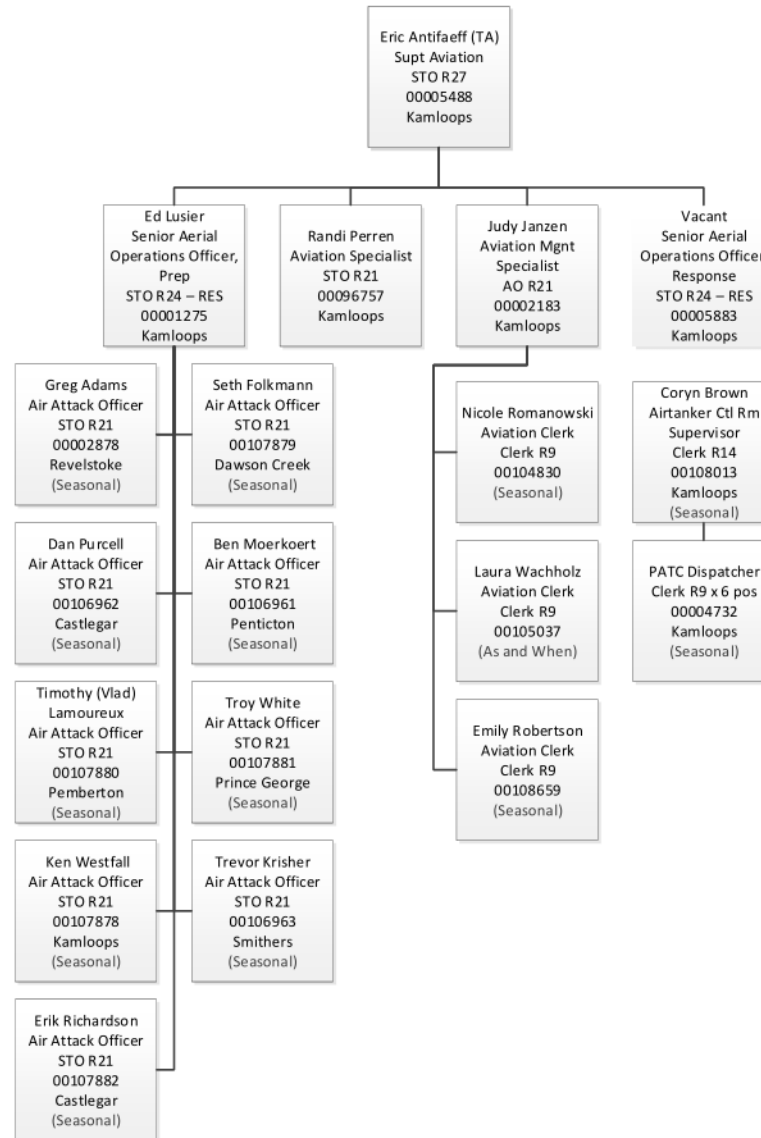 Eric Antifaeff (TA)
Supt Aviation
STO R27
00005488
Kamloops
Ed Lusier
Senior Aerial
Operations Officer,
Prep
STO R24 – RES
00001275
Kamloops
Randi Perren
Aviation Specialist
STO R21
00096757
Kamloops
Judy Janzen
Aviation Mgnt
Specialist
AO R21
00002183
Kamloops
Vacant
Senior Aerial
Operations Officer
Response
STO R24 – RES
00005883
Kamloops
Greg Adams
Air Attack Officer
STO R21
00002878
Revelstoke
(Seasonal)
Seth Folkmann
Air Attack Officer
STO R21
00107879
Dawson Creek
(Seasonal)
Nicole Romanowski
Aviation Clerk
Clerk R9
00104830
(Seasonal)
Coryn Brown
Airtanker Ctl Rm
Supervisor
Clerk R14
00108013
Kamloops
(Seasonal)
Dan Purcell
Air Attack Officer
STO R21
00106962
Castlegar
(Seasonal)
Ben Moerkoert
Air Attack Officer
STO R21
00106961
Penticton
(Seasonal)
Laura Wachholz
Aviation Clerk
Clerk R9
00105037
(As and When)
PATC Dispatcher
Clerk R9 x 6 pos
00004732
Kamloops
(Seasonal)
Timothy (Vlad)
Lamoureux
Air Attack Officer
STO R21
00107880
Pemberton
(Seasonal)
Troy White
Air Attack Officer
STO R21
00107881
Prince George
(Seasonal)
Emily Robertson
Aviation Clerk
Clerk R9
00108659
(Seasonal)
Ken Westfall
Air Attack Officer
STO R21
00107878
Kamloops
(Seasonal)
Trevor Krisher
Air Attack Officer
STO R21
00106963
Smithers
(Seasonal)
Erik Richardson
Air Attack Officer
STO R21
00107882
Castlegar
(Seasonal)